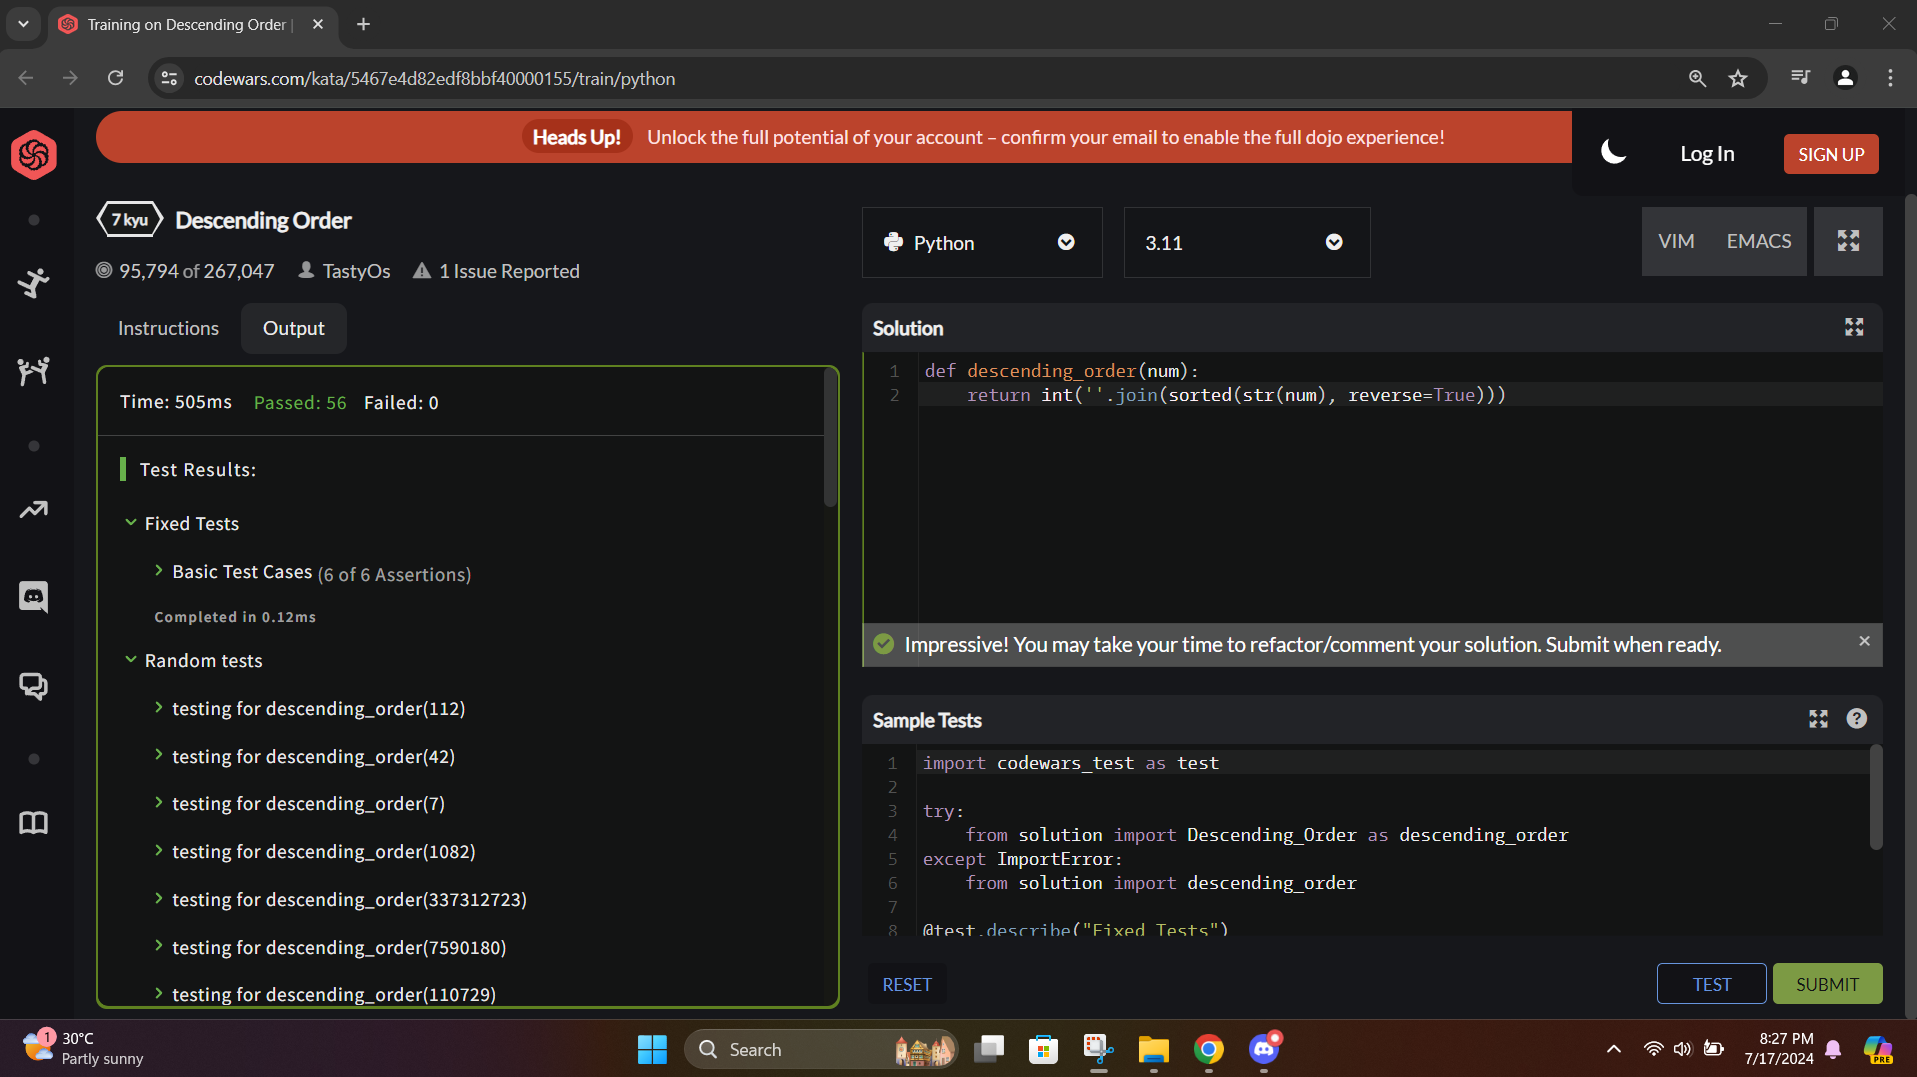 Training on Descending Order |
codewars.com/kata/5467e4d82edf8bbf40000155/train/python
Heads Up! Unlock the full potential of your account – confirm your email to enable the full dojo experience!
Log In
SIGN UP
7 kyu Descending Order
95,794 of 267,047 TastyOs 1 Issue Reported
Python
3.11
VIM EMACS
Instructions Output
Time: 505ms Passed: 56 Failed: 0
Test Results:
Fixed Tests
Basic Test Cases (6 of 6 Assertions)
Completed in 0.12ms
Random tests
testing for descending_order(112)
testing for descending_order(42)
testing for descending_order(7)
testing for descending_order(1082)
testing for descending_order(337312723)
testing for descending_order(7590180)
testing for descending_order(110729)
Solution
1 def descending_order(num):
2 return int(''.join(sorted(str(num), reverse=True)))
Impressive! You may take your time to refactor/comment your solution. Submit when ready.
Sample Tests
1 import codewars_test as test
2
3 try:
4 from solution import Descending_Order as descending_order
5 except ImportError:
6 from solution import descending_order
7
8 @test.describe("Fixed Tests")
RESET TEST SUBMIT
1
30°C
Partly sunny
Search
8:27 PM
7/17/2024
PRE